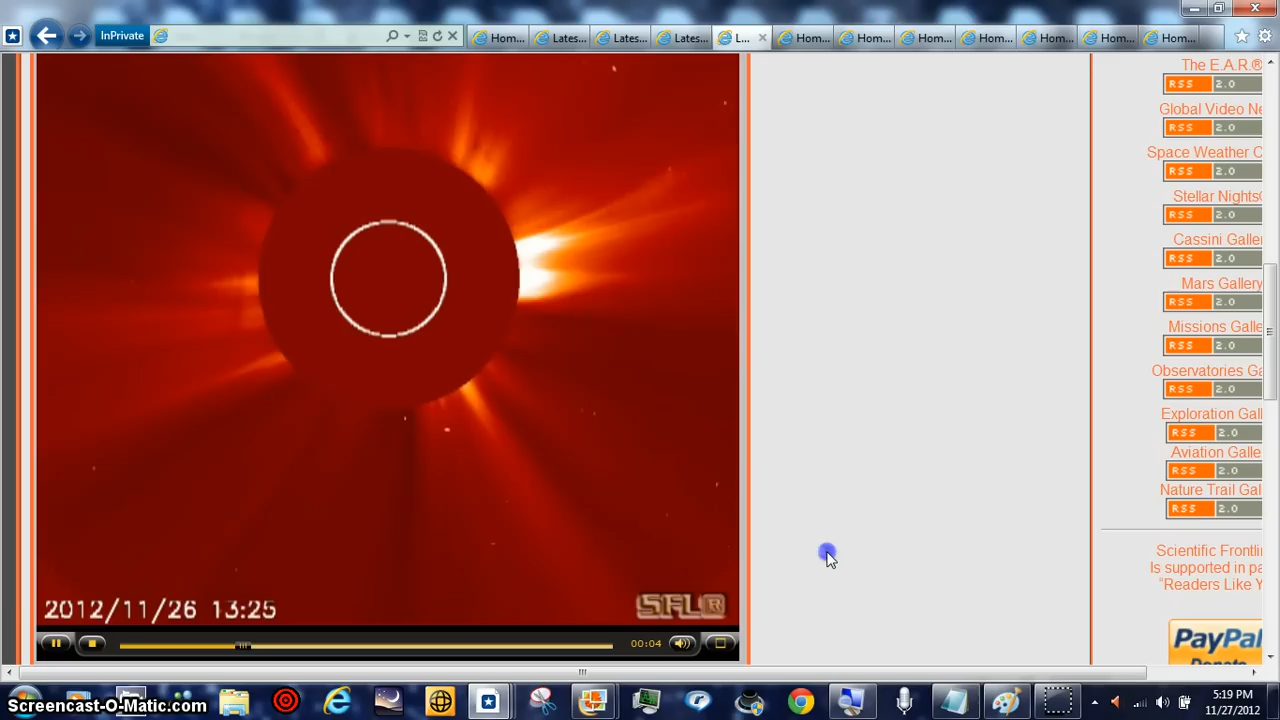 InPrivate
Hom...
Lates...
Lates...
Lates...
L...
Hom...
Hom...
Hom...
Hom...
Hom...
Hom...
Hom...
The E.A.R.®
RSS 2.0
Global Video Ne
RSS 2.0
Space Weather C
RSS 2.0
Stellar Nights
RSS 2.0
Cassini Galler
RSS 2.0
Mars Gallery
RSS 2.0
Missions Galle
RSS 2.0
Observatories Ga
RSS 2.0
Exploration Gall
RSS 2.0
Aviation Galle
RSS 2.0
Nature Trail Gal
RSS 2.0
Scientific Frontli
Is supported in pa
"Readers Like Y
PayPal
Donate
2012/11/26 13:25
SFL®
00:04
Screencast-O-Matic.com
5:19 PM
11/27/2012